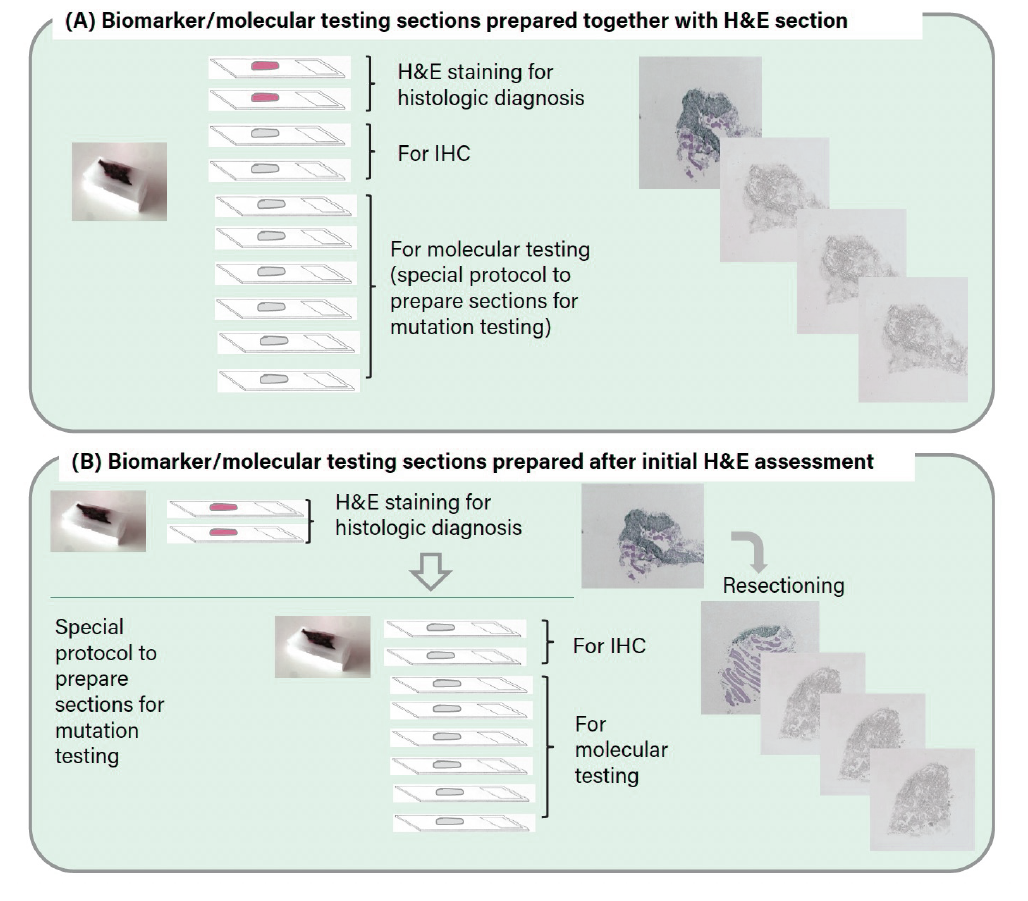 (A) Biomarker/molecular testing sections prepared together with H&E section
H&E staining for
histologic diagnosis
For IHC
For molecular testing
(special protocol to
prepare sections for
mutation testing)
(B) Biomarker/molecular testing sections prepared after initial H&E assessment
H&E staining for
histologic diagnosis
Resectioning
Special
protocol to
prepare
sections for
mutation
testing
For IHC
For
molecular
testing